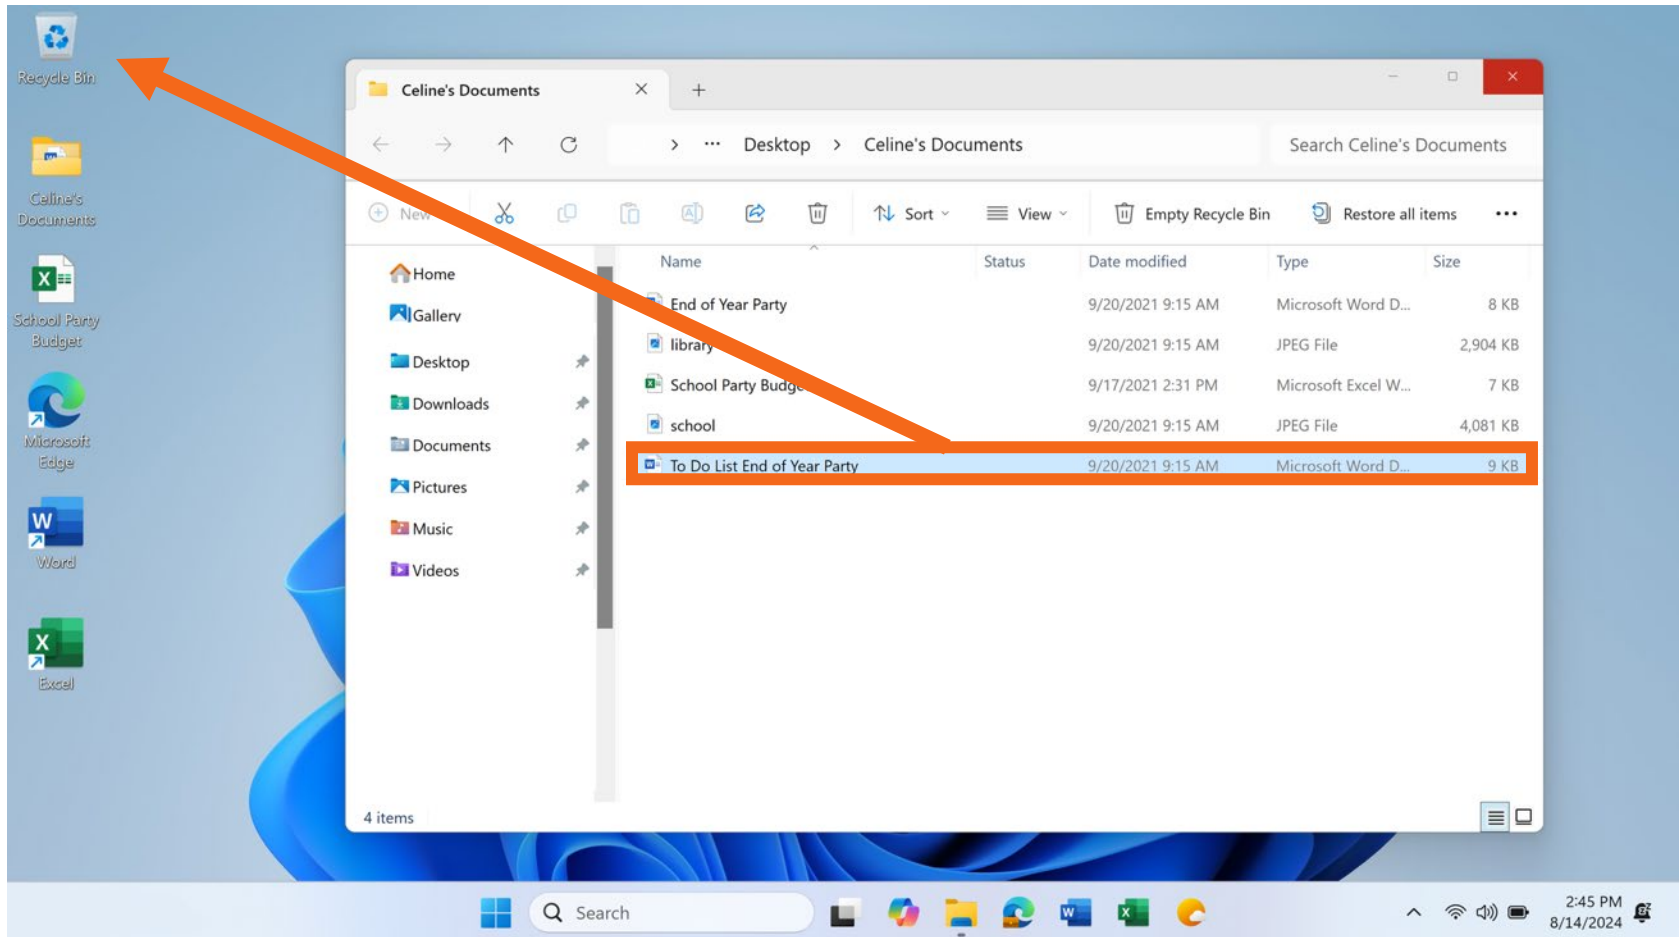 Recycle Bin
Celine's
Documents
School Party
Budget
Microsoft
Edge
Word
Excel
Celine's Documents
Desktop > Celine's Documents
Search Celine's Documents
New
Sort
View
Empty Recycle Bin
Restore all items
Home
Gallery
Desktop
Downloads
Documents
Pictures
Music
Videos
Name Status Date modified Type Size
End of Year Party 9/20/2021 9:15 AM Microsoft Word D... 8 KB
library 9/20/2021 9:15 AM JPEG File 2,904 KB
School Party Budge 9/17/2021 2:31 PM Microsoft Excel W... 7 KB
school 9/20/2021 9:15 AM JPEG File 4,081 KB
To Do List End of Year Party 9/20/2021 9:15 AM Microsoft Word D... 9 KB
4 items
Search
2:45 PM
8/14/2024